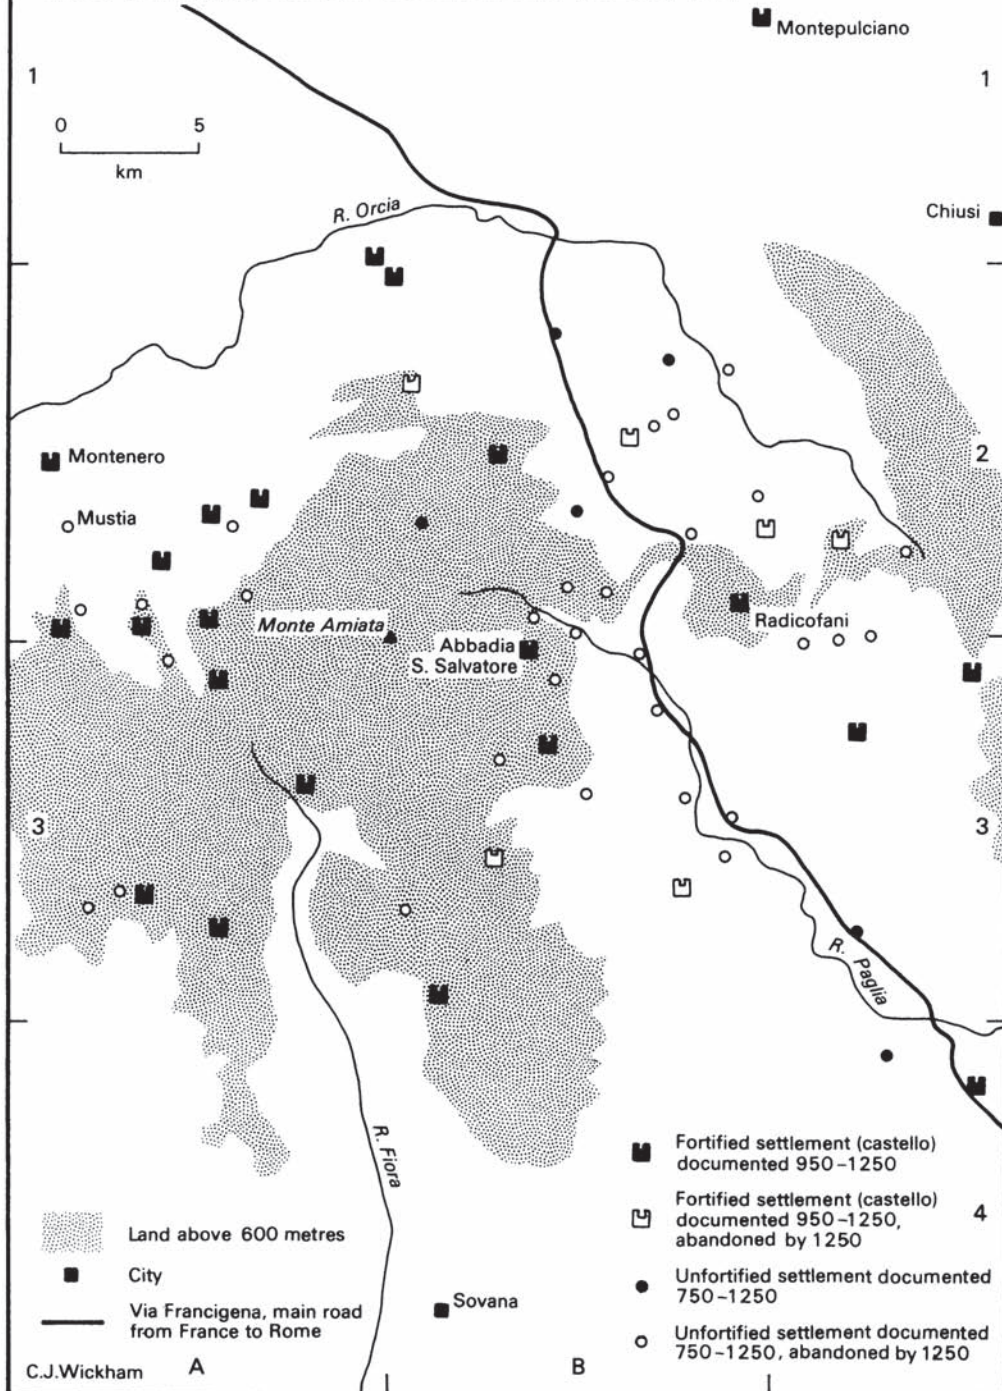 Montepulciano
1
1
0 5
km
R. Orcia
Chiusi
Montenero
2
Mustia
Monte Amiata
Abbadia
S. Salvatore
Radicofani
3
3
R. Paglia
R. Fiora
Fortified settlement (castello)
documented 950–1250
Fortified settlement (castello)
documented 950–1250,
abandoned by 1250
4
Land above 600 metres
City
Unfortified settlement documented
750–1250
Via Francigena, main road
from France to Rome
Sovana
Unfortified settlement documented
750–1250, abandoned by 1250
C.J.Wickham
A
B